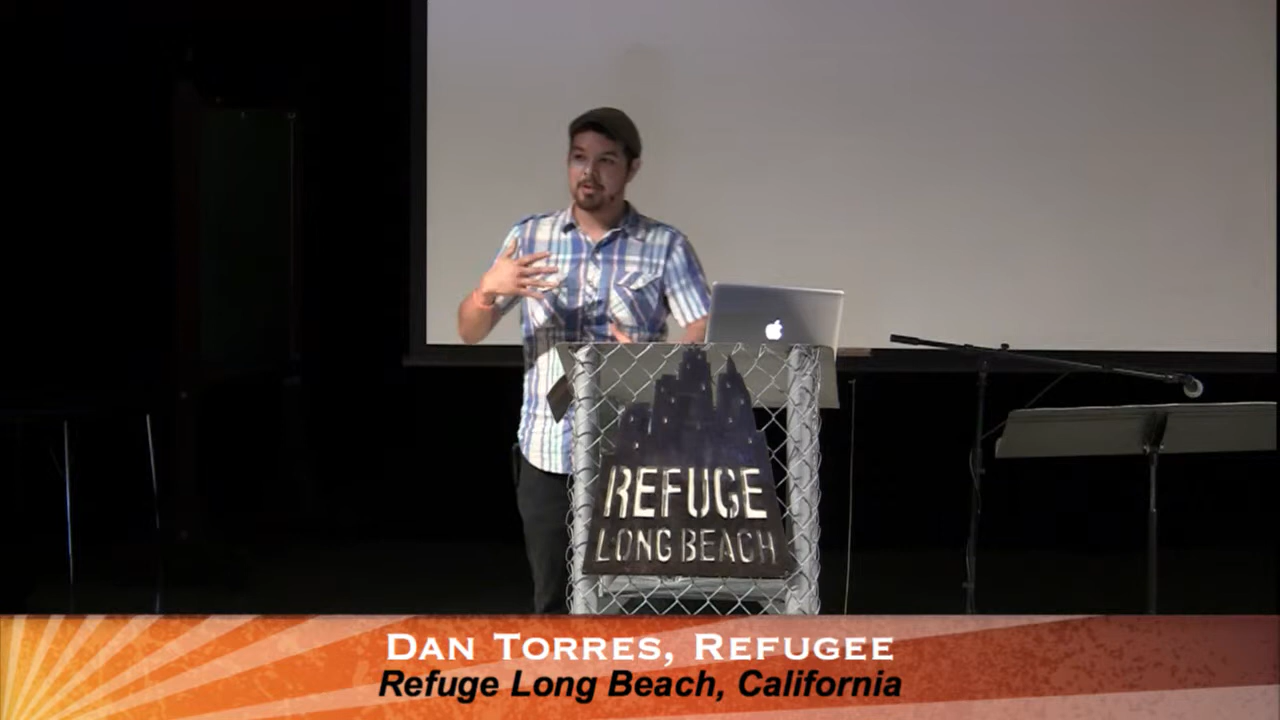 REFUGE
LONG BEACH
DAN TORRES, REFUGEE
Refuge Long Beach, California